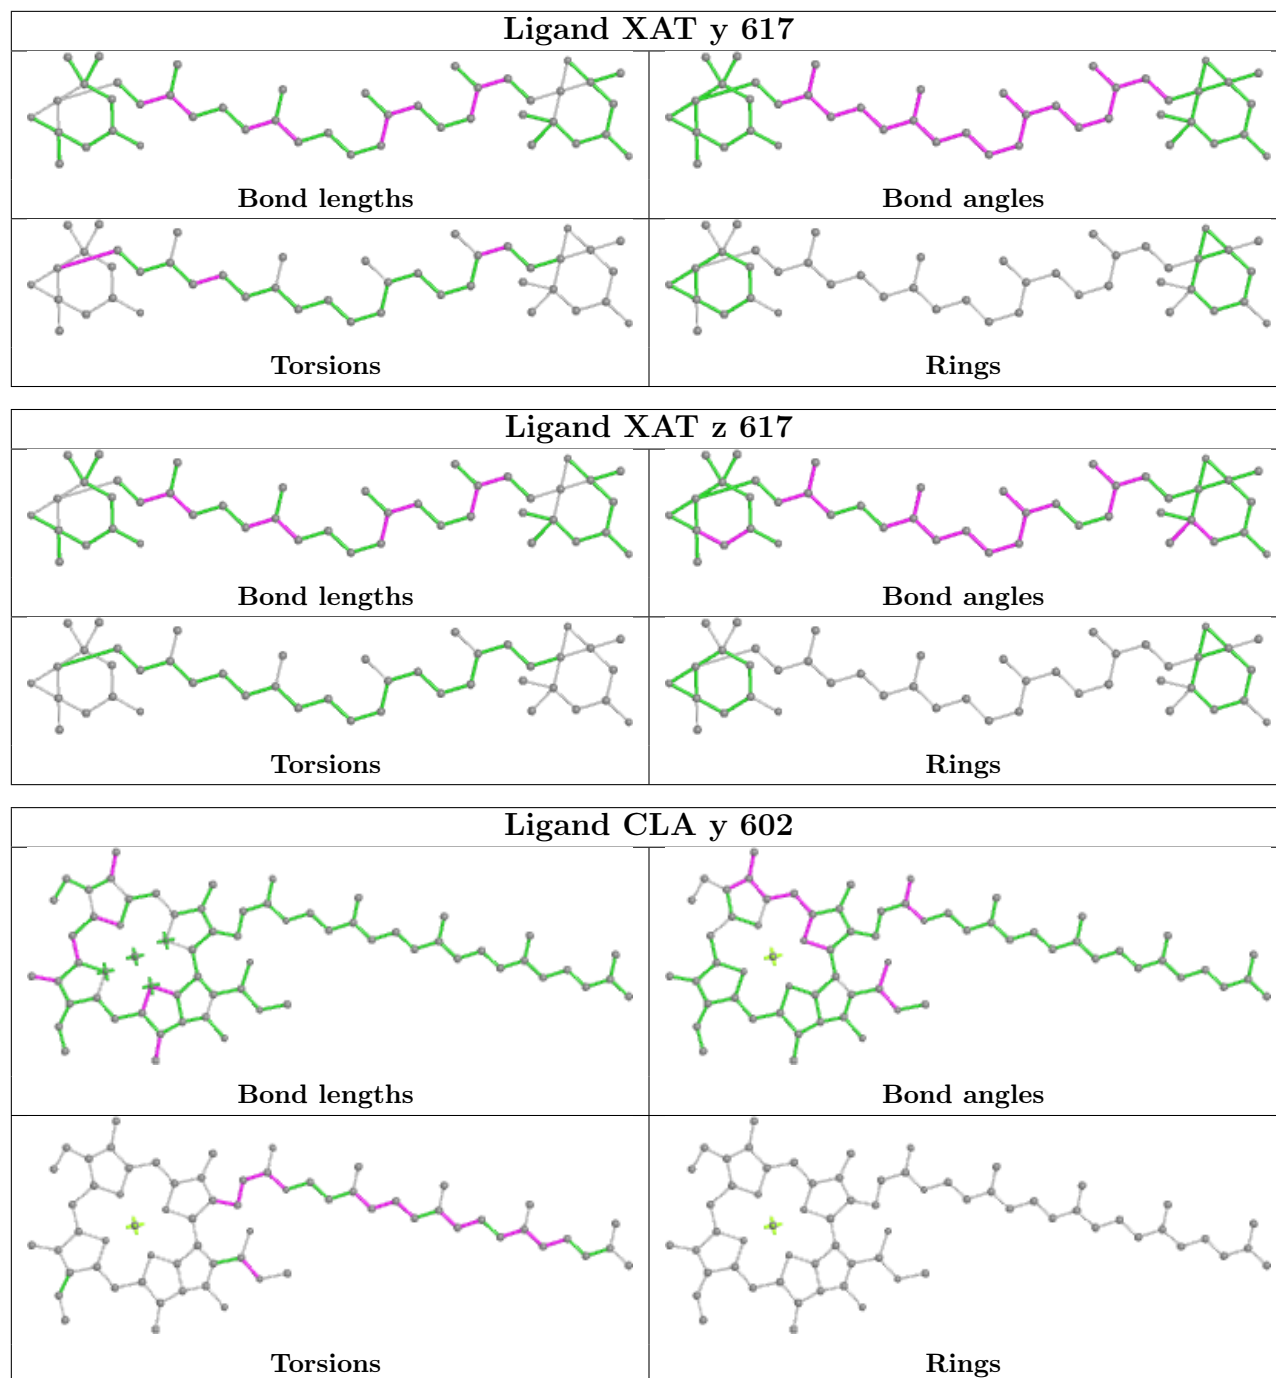 Ligand XAT y 617
Bond lengths
Bond angles
Torsions
Rings
Ligand XAT z 617
Bond lengths
Bond angles
Torsions
Rings
Ligand CLA y 602
Bond lengths
Bond angles
Torsions
Rings